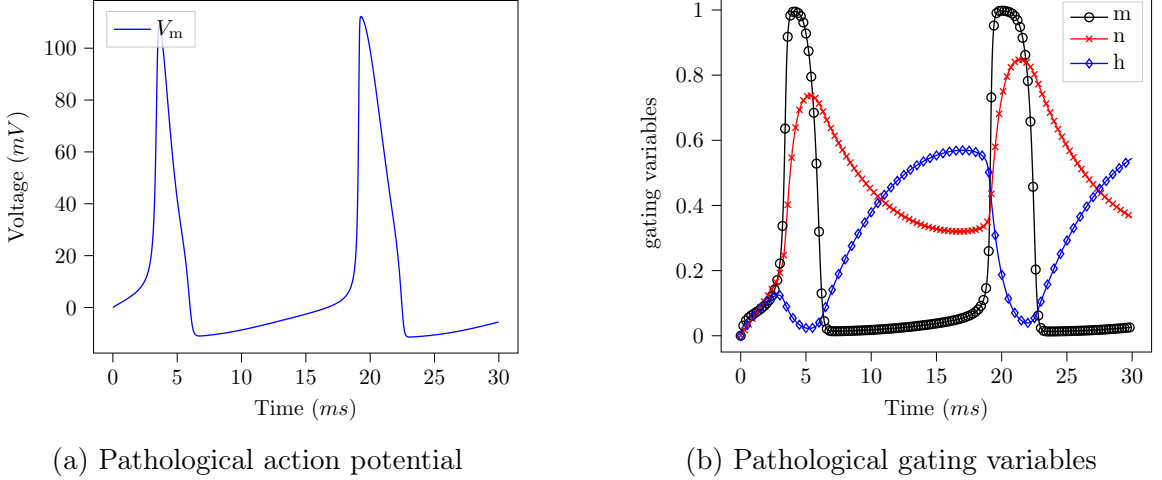 V_m
Voltage (mV)
100
80
60
40
20
0
0
5
10
15
20
25
30
Time (ms)
(a) Pathological action potential
m
n
h
gating variables
1
0.8
0.6
0.4
0.2
0
0
5
10
15
20
25
30
Time (ms)
(b) Pathological gating variables